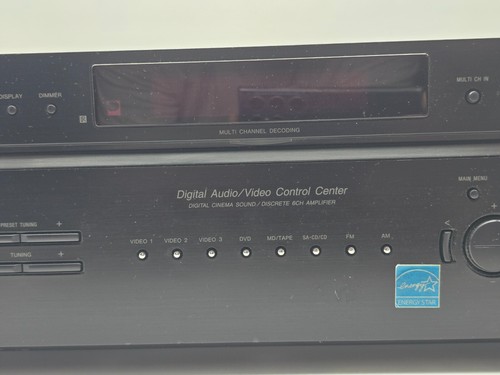 DISPLAY DIMMER
MULTI CH IN
MULTI CHANNEL DECODING
Digital Audio/Video Control Center
DIGITAL CINEMA SOUND/DISCRETE 6CH AMPLIFIER
MAIN MENU
PRESET TUNING +
VIDEO 1 VIDEO 2 VIDEO 3 DVD MD/TAPE SA-CD/CD FM AM
TUNING +
+
<
energy
ENERGY STAR